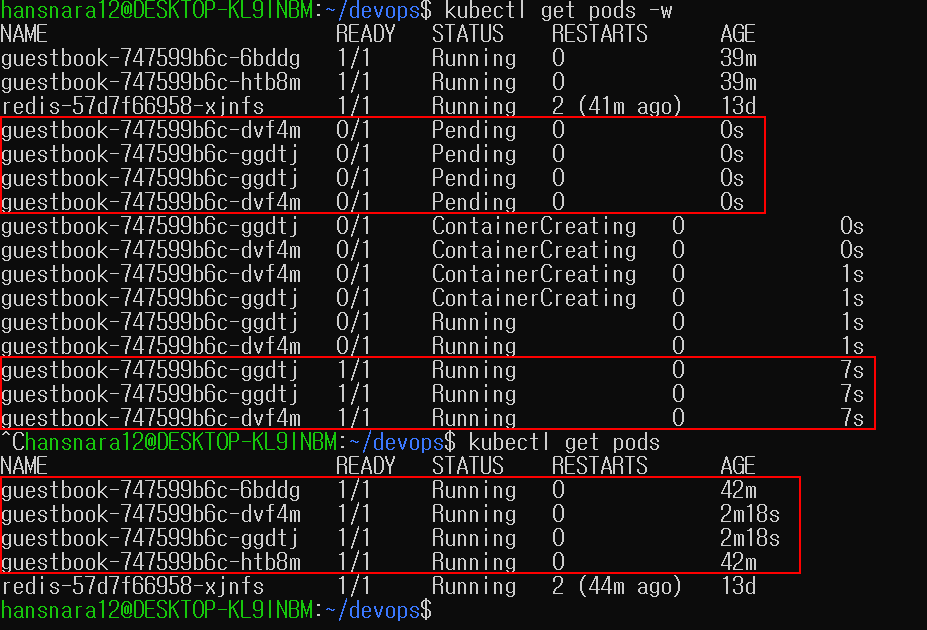 hansnara12@DESKTOP-KL9INBM:~/devops$ kubectl get pods -w
NAME READY STATUS RESTARTS AGE
guestbook-747599b6c-6bddg 1/1 Running 0 39m
guestbook-747599b6c-htb8m 1/1 Running 0 39m
redis-57d7f66958-xjnfs 1/1 Running 2 (41m ago) 13d
guestbook-747599b6c-dvf4m 0/1 Pending 0 0s
guestbook-747599b6c-ggdtj 0/1 Pending 0 0s
guestbook-747599b6c-ggdtj 0/1 Pending 0 0s
guestbook-747599b6c-dvf4m 0/1 Pending 0 0s
guestbook-747599b6c-ggdtj 0/1 ContainerCreating 0 0s
guestbook-747599b6c-dvf4m 0/1 ContainerCreating 0 0s
guestbook-747599b6c-dvf4m 0/1 ContainerCreating 0 1s
guestbook-747599b6c-ggdtj 0/1 ContainerCreating 0 1s
guestbook-747599b6c-ggdtj 0/1 Running 0 1s
guestbook-747599b6c-dvf4m 0/1 Running 0 1s
guestbook-747599b6c-ggdtj 1/1 Running 0 7s
guestbook-747599b6c-ggdtj 1/1 Running 0 7s
guestbook-747599b6c-dvf4m 1/1 Running 0 7s
^Chansnara12@DESKTOP-KL9INBM:~/devops$ kubectl get pods
NAME READY STATUS RESTARTS AGE
guestbook-747599b6c-6bddg 1/1 Running 0 42m
guestbook-747599b6c-dvf4m 1/1 Running 0 2m18s
guestbook-747599b6c-ggdtj 1/1 Running 0 2m18s
guestbook-747599b6c-htb8m 1/1 Running 0 42m
redis-57d7f66958-xjnfs 1/1 Running 2 (44m ago) 13d
hansnara12@DESKTOP-KL9INBM:~/devops$